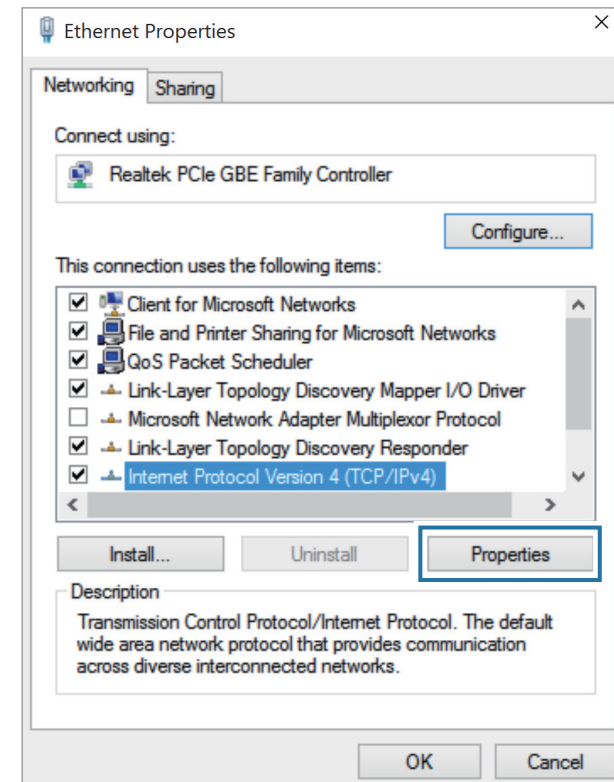 Ethernet Properties
Networking
Sharing
Connect using:
Realtek PCIe GBE Family Controller
Configure...
This connection uses the following items:
Client for Microsoft Networks
File and Printer Sharing for Microsoft Networks
QoS Packet Scheduler
Link-Layer Topology Discovery Mapper I/O Driver
Microsoft Network Adapter Multiplexor Protocol
Link-Layer Topology Discovery Responder
Internet Protocol Version 4 (TCP/IPv4)
Install...
Uninstall
Properties
Description
Transmission Control Protocol/Internet Protocol. The default
wide area network protocol that provides communication
across diverse interconnected networks.
OK
Cancel